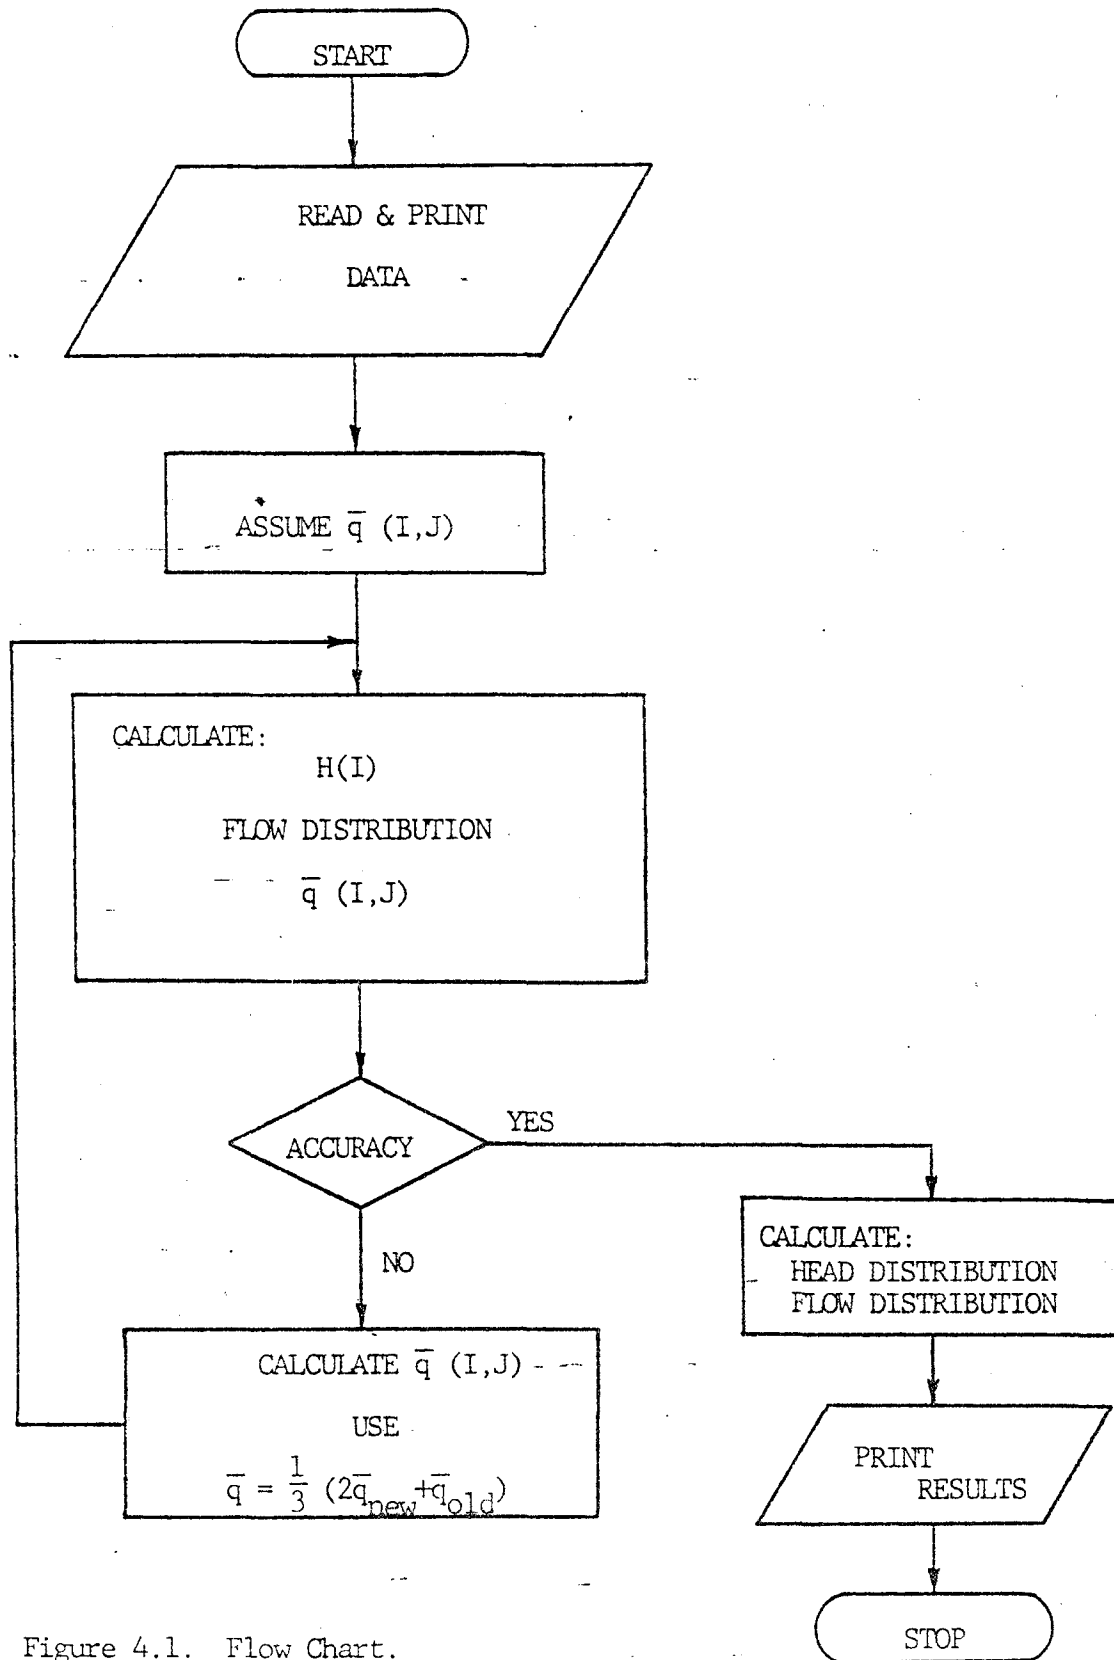 START
READ & PRINT
DATA
ASSUME q̅ (I,J)
CALCULATE:
H(I)
FLOW DISTRIBUTION
q̅ (I,J)
ACCURACY
YES
NO
CALCULATE q̅ (I,J)
USE
q̅ = 1/3 (2q̅new+q̅old)
CALCULATE:
HEAD DISTRIBUTION
FLOW DISTRIBUTION
PRINT
RESULTS
STOP
Figure 4.1. Flow Chart.